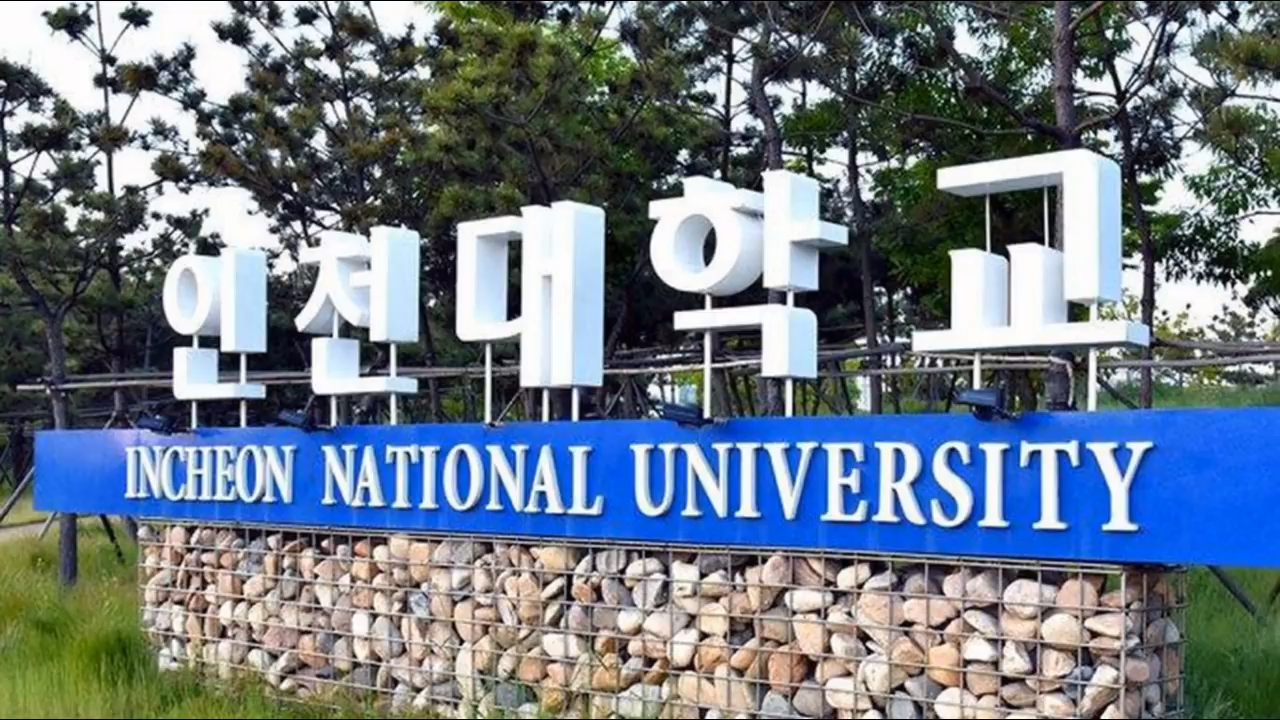 인천대학교
INCHEON NATIONAL UNIVERSITY